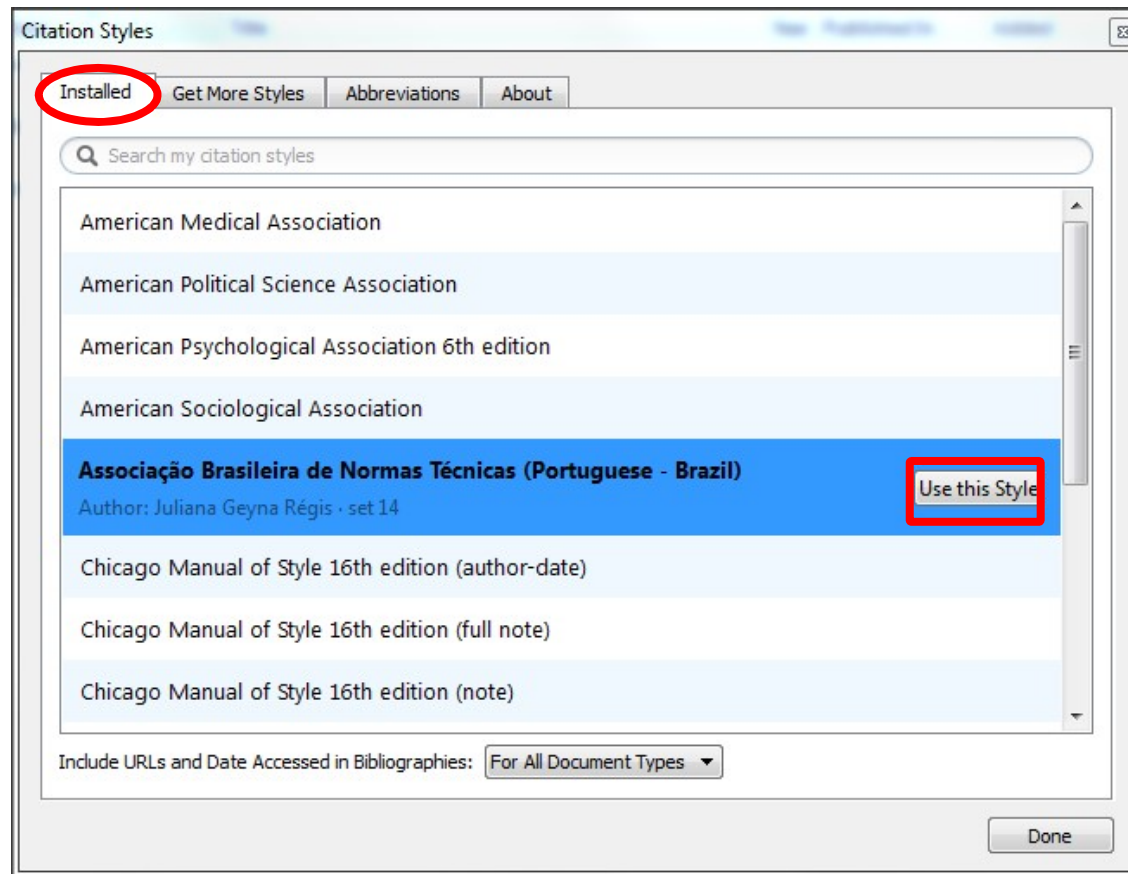 Citation Styles
Installed
Get More Styles
Abbreviations
About
Search my citation styles
American Medical Association
American Political Science Association
American Psychological Association 6th edition
American Sociological Association
Associação Brasileira de Normas Técnicas (Portuguese - Brazil)
Author: Juliana Geyna Régis · set 14
Use this Style
Chicago Manual of Style 16th edition (author-date)
Chicago Manual of Style 16th edition (full note)
Chicago Manual of Style 16th edition (note)
Include URLs and Date Accessed in Bibliographies: For All Document Types
Done